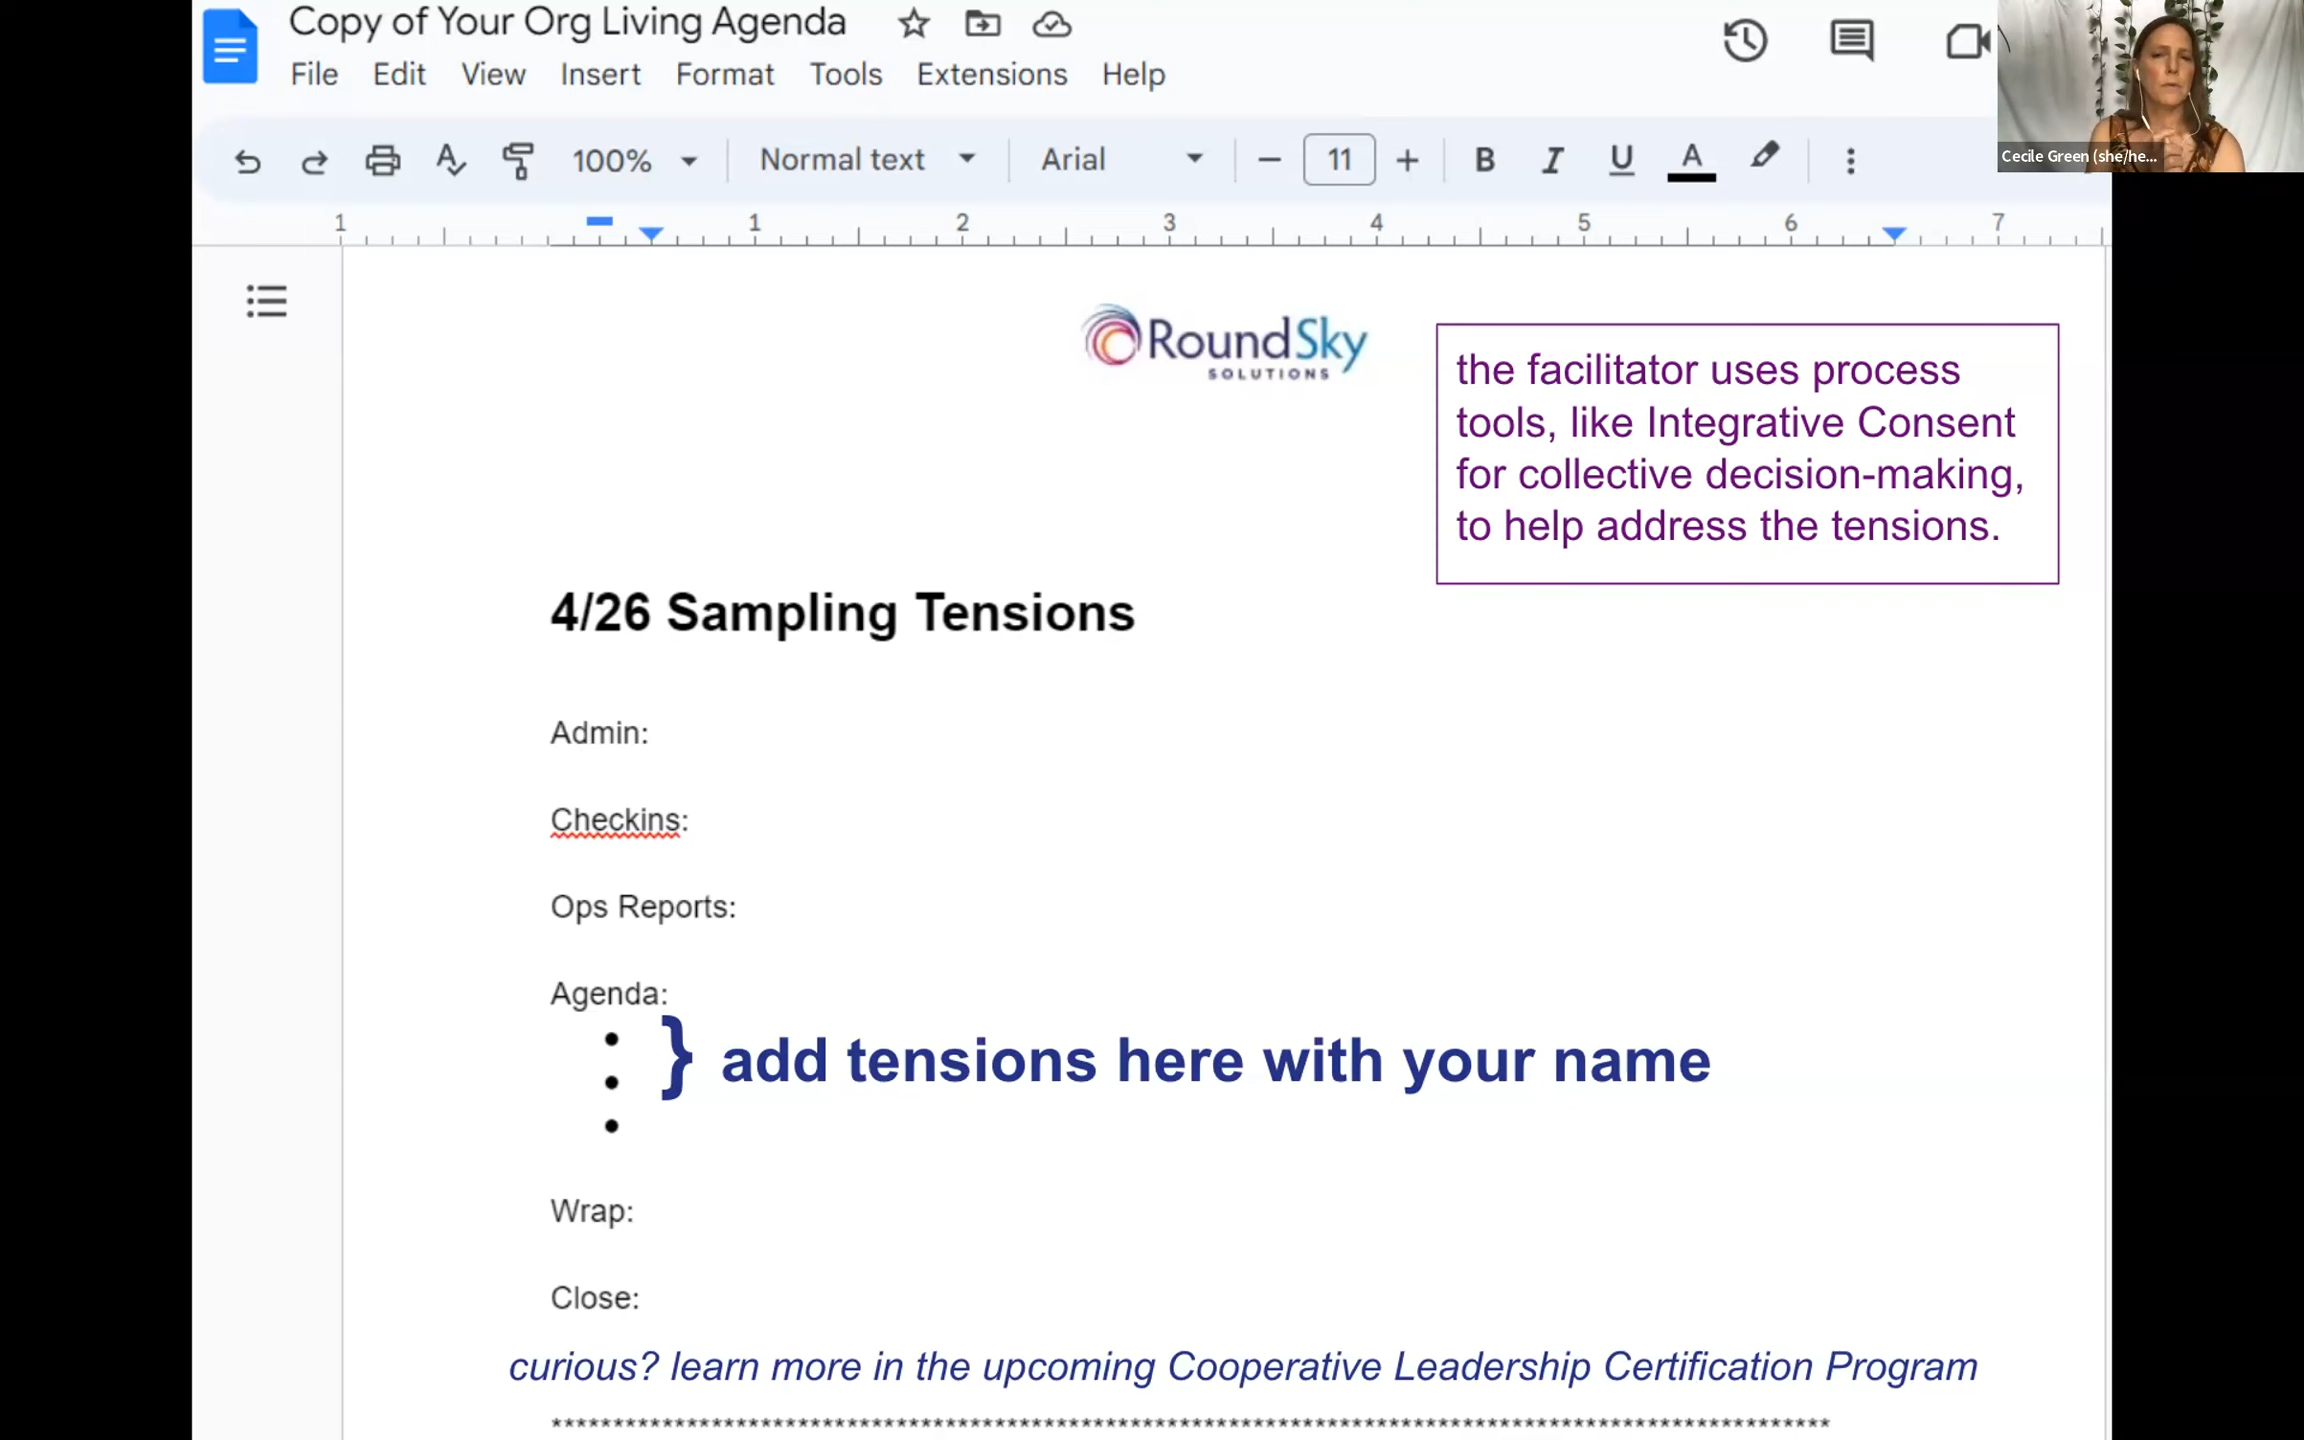 Copy of Your Org Living Agenda
File Edit View Insert Format Tools Extensions Help
100% Normal text Arial 11 B I U A
1 1 2 3 4 5 6 7
Cecile Green (she/he...
RoundSky
SOLUTIONS
the facilitator uses process
tools, like Integrative Consent
for collective decision-making,
to help address the tensions.
4/26 Sampling Tensions
Admin:
Checkins:
Ops Reports:
Agenda:
} add tensions here with your name
Wrap:
Close:
curious? learn more in the upcoming Cooperative Leadership Certification Program